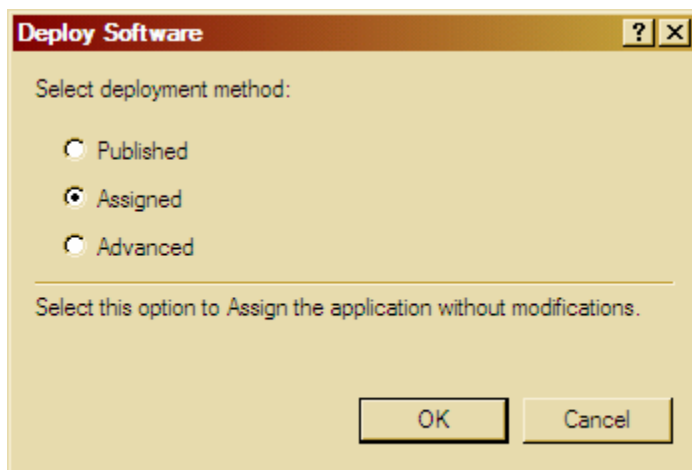 Deploy Software
Select deployment method:
Published
Assigned
Advanced
Select this option to Assign the application without modifications.
OK Cancel